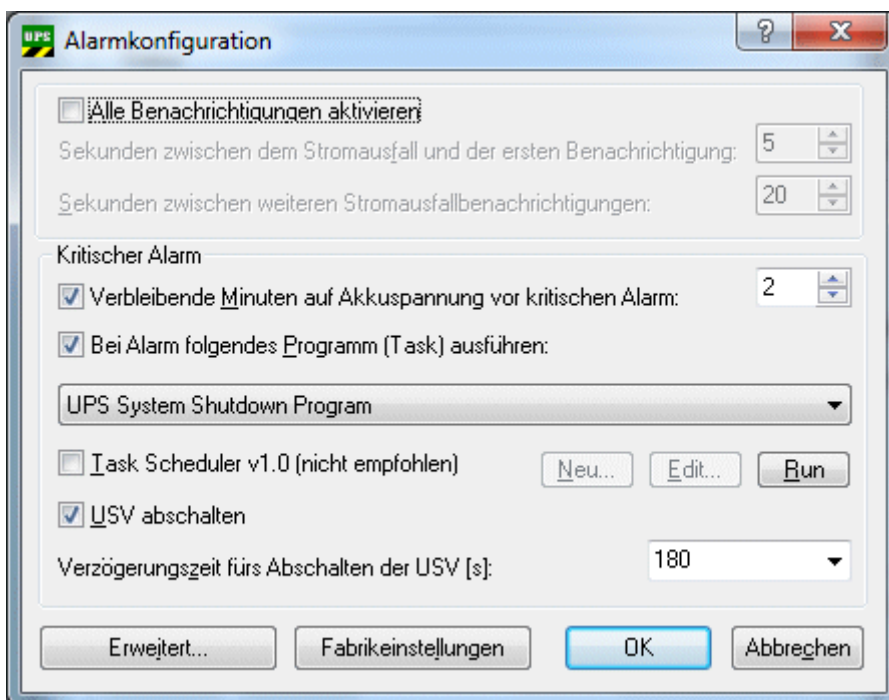 UPS
Alarmkonfiguration
?
Alle Benachrichtigungen aktivieren
Sekunden zwischen dem Stromausfall und der ersten Benachrichtigung: 5
Sekunden zwischen weiteren Stromausfallbenachrichtigungen: 20
Kritischer Alarm
Verbleibende Minuten auf Akkuspannung vor kritischen Alarm: 2
Bei Alarm folgendes Programm (Task) ausführen:
UPS System Shutdown Program
Task Scheduler v1.0 (nicht empfohlen) Neu... Edit... Run
USV abschalten
Verzögerungszeit fürs Abschalten der USV [s]: 180
Erweitert... Fabrikeinstellungen OK Abbrechen